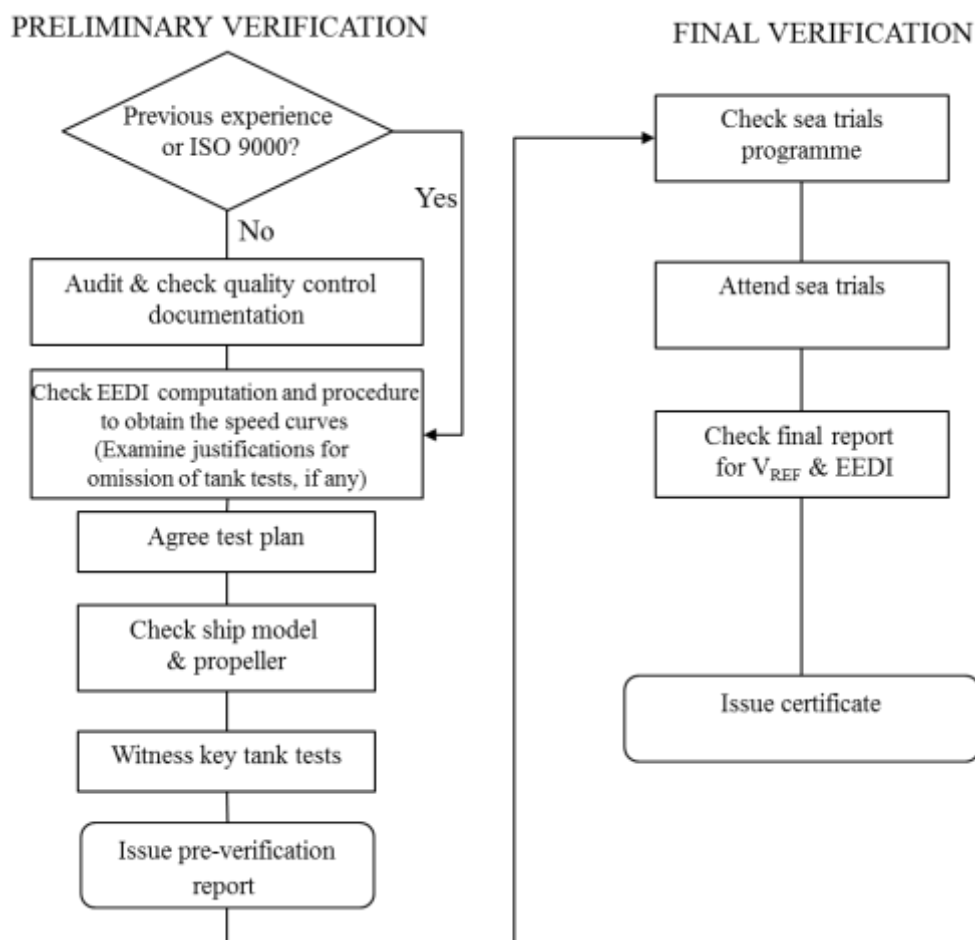 PRELIMINARY VERIFICATION
Previous experience
or ISO 9000?
Yes
No
Audit & check quality control
documentation
Check EEDI computation and procedure
to obtain the speed curves
(Examine justifications for
omission of tank tests, if any)
Agree test plan
Check ship model
& propeller
Witness key tank tests
Issue pre-verification
report
FINAL VERIFICATION
Check sea trials
programme
Attend sea trials
Check final report
for VREF & EEDI
Issue certificate